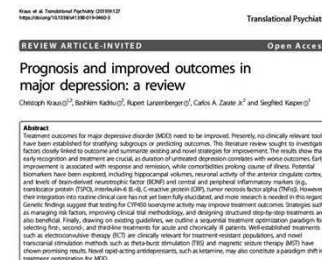 Kraus et al. Translational Psychiatry (2019)9:127
https://doi.org/10.1038/s41398-019-0460-3
Translational Psychiatr
REVIEW ARTICLE-INVITED
Open Acces
Prognosis and improved outcomes in
major depression: a review
Christoph Kraus, Bashkim Kadriu, Rupert Lanzenberger, Carlos A. Zarate Jr. and Siegfried Kasper
Abstract
Treatment outcomes for major depressive disorder (MDD) need to be improved. Presently, no clinically relevant tool
have been established for stratifying subgroups or predicting outcomes. This literature review sought to investigat
factors closely linked to outcome and summarize existing and novel strategies for improvement. The results show tha
early recognition and treatment are crucial, as duration of untreated depression correlates with worse outcomes. Earl
improvement is associated with response and remission, while comorbidities prolong course of illness. Potential
biomarkers have been explored, including hippocampal volumes, neuronal activity of the anterior cingulate cortex,
and levels of brain-derived neurotrophic factor (BDNF) and central and peripheral inflammatory markers (e.g.,
translocator protein (TSPO), interleukin-6 (IL-6), C-reactive protein (CRP), tumor necrosis factor alpha (TNFα)). Howeve
their integration into routine clinical care has not yet been fully elucidated, and more research is needed in this regard
Genetic findings suggest that testing for CYP450 isoenzyme activity may improve treatment outcomes. Strategies suc
as managing risk factors, improving clinical trial methodology, and designing structured step-by-step treatments are
also beneficial. Finally, drawing on existing guidelines, we outline a sequential treatment optimization paradigm for
selecting first-, second-, and third-line treatments for acute and chronically ill patients. Well-established treatments
such as electroconvulsive therapy (ECT) are clinically relevant for treatment-resistant populations, and novel
transcranial stimulation methods such as theta-burst stimulation (TBS) and magnetic seizure therapy (MST) have
shown promising results. Novel rapid-acting antidepressants, such as ketamine, may also constitute a paradigm shift i
treatment optimization for MDD.